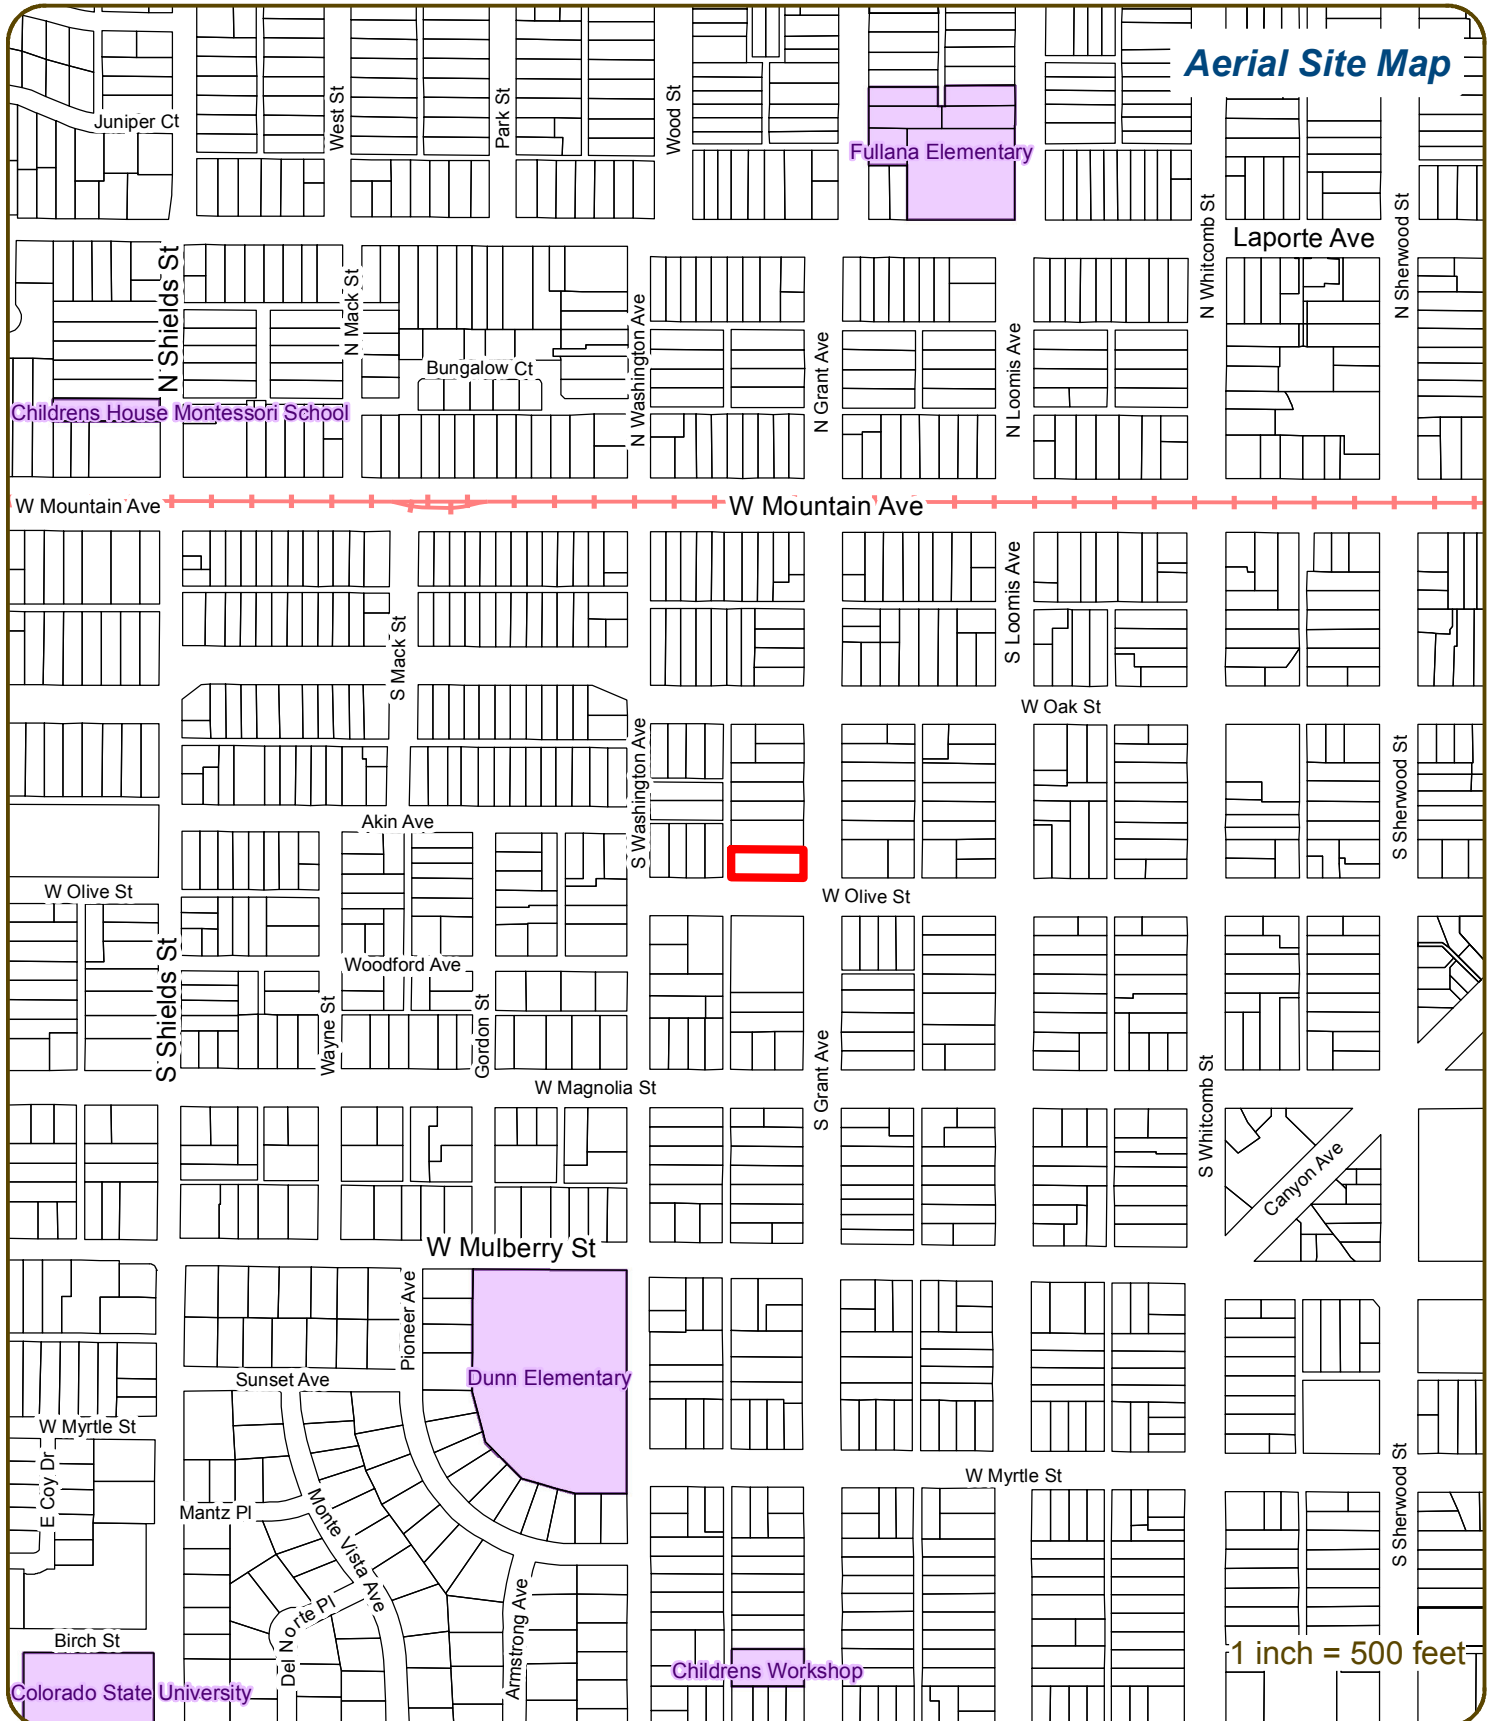 Aerial Site Map
Juniper Ct
West St
Park St
Wood St
Fullana Elementary
N Whitcomb St
Laporte Ave
N Sherwood St
N Shields St
N Mack St
N Washington Ave
N Grant Ave
N Loomis Ave
Bungalow Ct
Childrens House Montessori School
W Mountain Ave
W Mountain Ave
S Mack St
S Loomis Ave
W Oak St
S Washington Ave
S Sherwood St
Akin Ave
W Olive St
W Olive St
S Shields St
Woodford Ave
Wayne St
Gordon St
S Grant Ave
W Magnolia St
S Whitcomb St
Canyon Ave
W Mulberry St
Pioneer Ave
Dunn Elementary
Sunset Ave
W Myrtle St
E Coy Dr
W Myrtle St
S Sherwood St
Mantz Pl
Monte Vista Ave
Del Norte Pl
Armstrong Ave
Birch St
1 inch = 500 feet
Childrens Workshop
Colorado State University